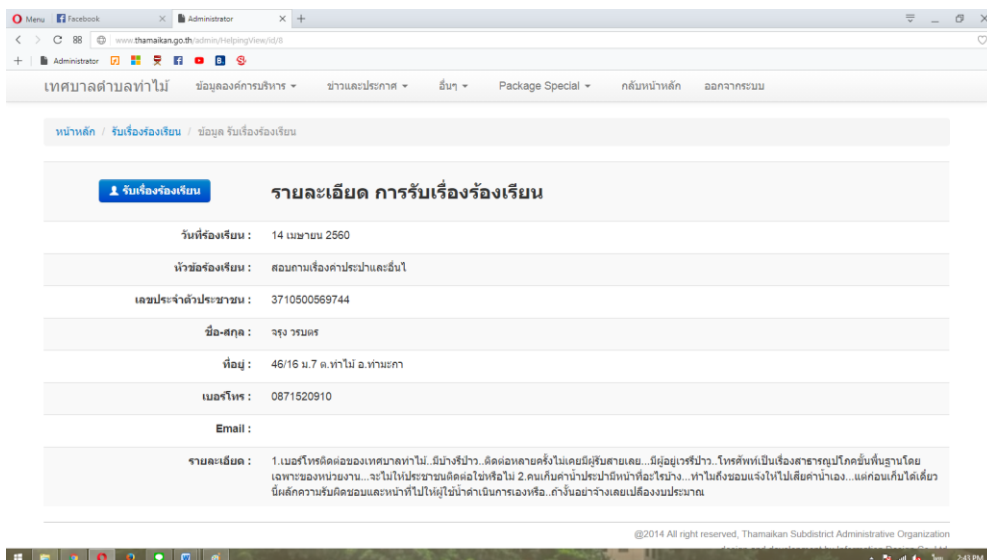 Menu Facebook Administrator
www.thamaikan.go.th/admin/HelpingView/id/8
Administrator
เทศบาลตำบลท่าไม้ ข้อมูลองค์การบริหาร ข่าวและประกาศ อื่นๆ Package Special กลับหน้าหลัก ออกจากระบบ
หน้าหลัก / รับเรื่องร้องเรียน / ข้อมูล รับเรื่องร้องเรียน
รับเรื่องร้องเรียน รายละเอียด การรับเรื่องร้องเรียน
วันที่ร้องเรียน : 14 เมษายน 2560
หัวข้อร้องเรียน : สอบถามเรื่องค่าประปาและอื่นไ
เลขประจำตัวประชาชน : 3710500569744
ชื่อ-สกุล : จรุง วรบตร
ที่อยู่ : 46/16 ม.7 ต.ท่าไม้ อ.ท่ามะกา
เบอร์โทร : 0871520910
Email :
รายละเอียด : 1.เบอร์โทรติดต่อของเทศบาลท่าไม้..มีบ้างรึป่าว..ติดต่อหลายครั้งไม่เคยมีผู้รับสายเลย...มีผู้อยู่เวรรึป่าว..โทรศัพท์เป็นเรื่องสาธารณุปโภคขั้นพื้นฐานโดย
เฉพาะของหน่วยงาน...จะไม่ให้ประชาชนติดต่อใช่หรือไม่ 2.คนเก็บค่าน้ำประปามีหน้าที่อะไรบ้าง...ทำไมถึงชอบแจ้งให้ไปเสียค่าน้ำเอง...แต่ก่อนเก็บได้เดี่ยว
นี้ผลักความรับผิดชอบและหน้าที่ไปให้ผู้ใช้น้ำดำเนินการเองหรือ..ถ้างั้นอย่าจ้างเลยเปลืองงบประมาณ
@2014 All right reserved, Thamaikan Subdistrict Administrative Organization
2:43 PM